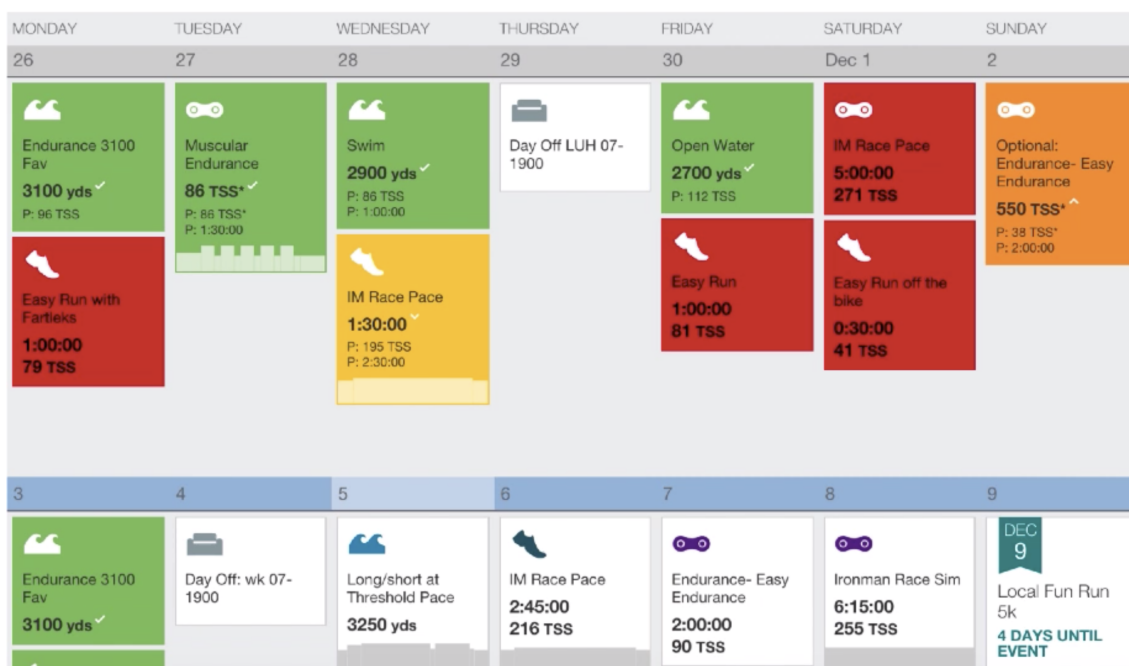 MONDAY TUESDAY WEDNESDAY THURSDAY FRIDAY SATURDAY SUNDAY
26 27 28 29 30 Dec 1 2
Endurance 3100
Fav
3100 yds
P: 96 TSS
Easy Run with
Fartleks
1:00:00
79 TSS
Muscular
Endurance
86 TSS*
P: 86 TSS*
P: 1:30:00
Swim
2900 yds
P: 86 TSS
P: 1:00:00
IM Race Pace
1:30:00
P: 195 TSS
P: 2:30:00
Day Off LUH 07-
1900
Open Water
2700 yds
P: 112 TSS
Easy Run
1:00:00
81 TSS
IM Race Pace
5:00:00
271 TSS
Easy Run off the
bike
0:30:00
41 TSS
Optional:
Endurance- Easy
Endurance
550 TSS*
P: 38 TSS*
P: 2:00:00
3 4 5 6 7 8 9
Endurance 3100
Fav
3100 yds
Day Off: wk 07-
1900
Long/short at
Threshold Pace
3250 yds
IM Race Pace
2:45:00
216 TSS
Endurance- Easy
Endurance
2:00:00
90 TSS
Ironman Race Sim
6:15:00
255 TSS
DEC
9
Local Fun Run
5k
4 DAYS UNTIL
EVENT